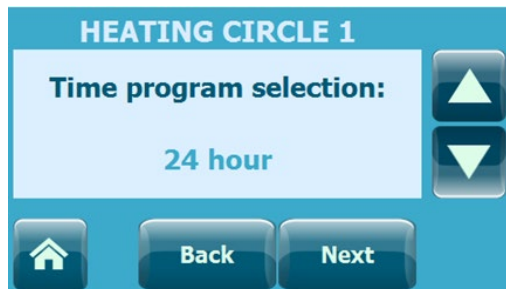 HEATING CIRCLE 1
Time program selection:
24 hour
Back Next